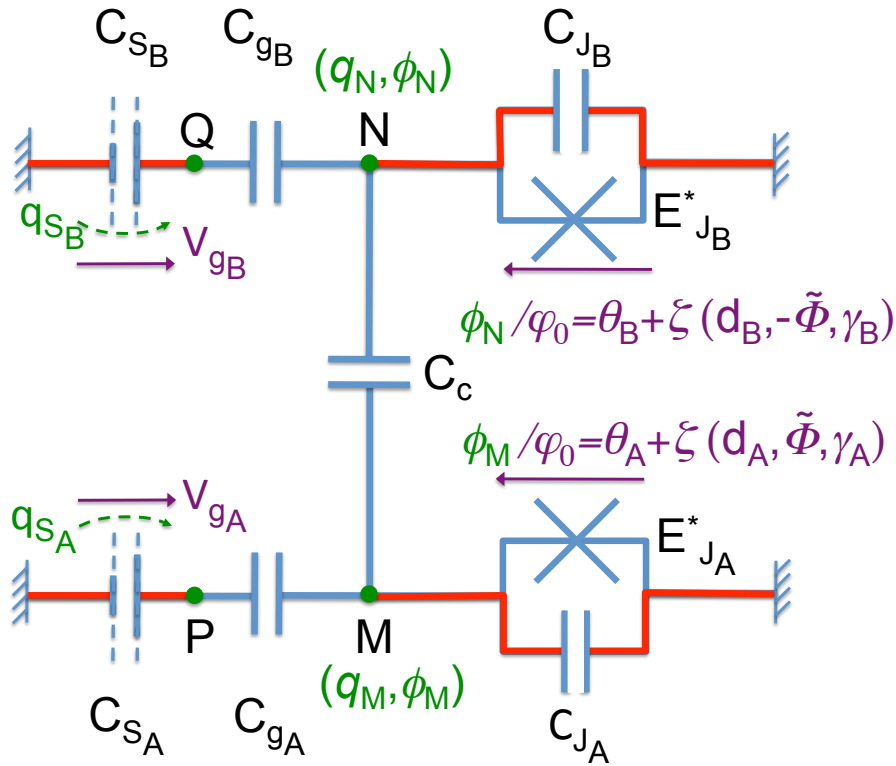 C_{S_B} C_{g_B} (q_N,ϕ_N) C_{J_B}
Q N
q_{S_B} V_{g_B} E*_{J_B}
ϕ_N/φ_0=θ_B+ζ(d_B,-Φ̃,γ_B)
C_c
ϕ_M/φ_0=θ_A+ζ(d_A,Φ̃,γ_A)
q_{S_A} V_{g_A} E*_{J_A}
P M
(q_M,ϕ_M)
C_{S_A} C_{g_A} C_{J_A}